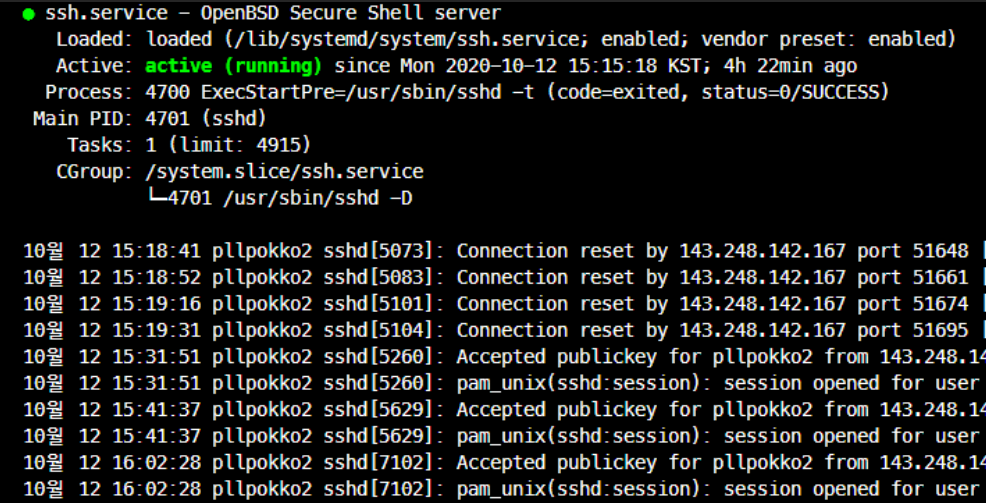 ● ssh.service - OpenBSD Secure Shell server
Loaded: loaded (/lib/systemd/system/ssh.service; enabled; vendor preset: enabled)
Active: active (running) since Mon 2020-10-12 15:15:18 KST; 4h 22min ago
Process: 4700 ExecStartPre=/usr/sbin/sshd -t (code=exited, status=0/SUCCESS)
Main PID: 4701 (sshd)
Tasks: 1 (limit: 4915)
CGroup: /system.slice/ssh.service
└─4701 /usr/sbin/sshd -D
10월 12 15:18:41 pllpokko2 sshd[5073]: Connection reset by 143.248.142.167 port 51648 [
10월 12 15:18:52 pllpokko2 sshd[5083]: Connection reset by 143.248.142.167 port 51661 [
10월 12 15:19:16 pllpokko2 sshd[5101]: Connection reset by 143.248.142.167 port 51674 [
10월 12 15:19:31 pllpokko2 sshd[5104]: Connection reset by 143.248.142.167 port 51695 [
10월 12 15:31:51 pllpokko2 sshd[5260]: Accepted publickey for pllpokko2 from 143.248.14
10월 12 15:31:51 pllpokko2 sshd[5260]: pam_unix(sshd:session): session opened for user
10월 12 15:41:37 pllpokko2 sshd[5629]: Accepted publickey for pllpokko2 from 143.248.14
10월 12 15:41:37 pllpokko2 sshd[5629]: pam_unix(sshd:session): session opened for user
10월 12 16:02:28 pllpokko2 sshd[7102]: Accepted publickey for pllpokko2 from 143.248.14
10월 12 16:02:28 pllpokko2 sshd[7102]: pam_unix(sshd:session): session opened for user